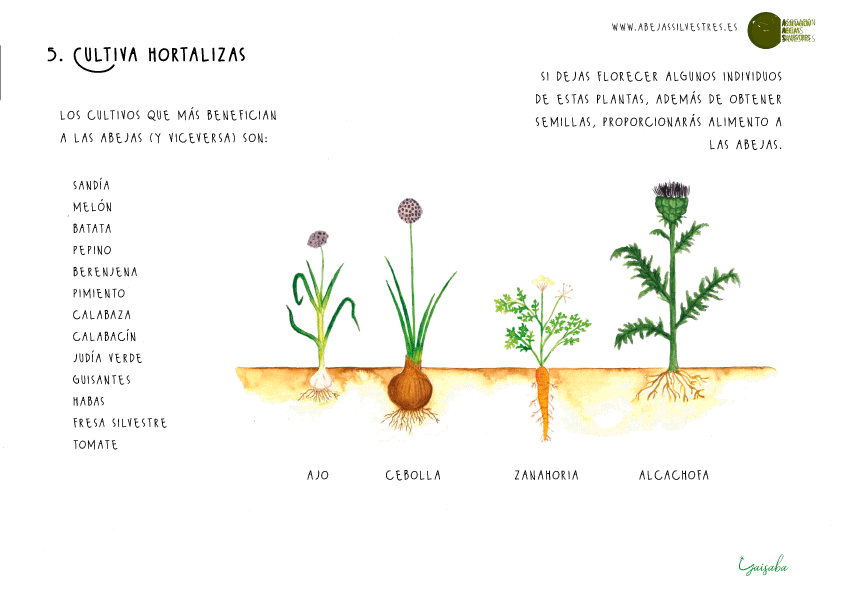 WWW.ABEJASSILVESTRES.ES
5. CULTIVA HORTALIZAS
SI DEJAS FLORECER ALGUNOS INDIVIDUOS
DE ESTAS PLANTAS, ADEMÁS DE OBTENER
SEMILLAS, PROPORCIONARÁS ALIMENTO A
LAS ABEJAS.
LOS CULTIVOS QUE MÁS BENEFICIAN
A LAS ABEJAS (Y VICEVERSA) SON:
SANDÍA
MELÓN
BATATA
PEPINO
BERENJENA
PIMIENTO
CALABAZA
CALABACÍN
JUDÍA VERDE
GUISANTES
HABAS
FRESA SILVESTRE
TOMATE
AJO CEBOLLA ZANAHORIA ALCACHOFA
Gaisaba